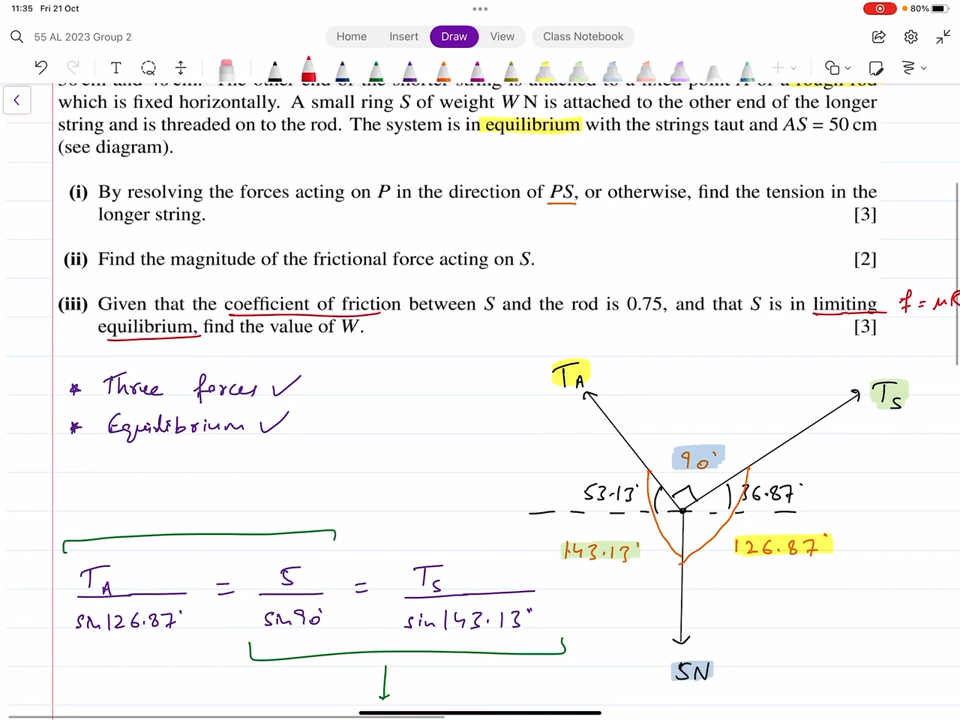 11:35 Fri 21 Oct
80%
55 AL 2023 Group 2
Home Insert Draw View Class Notebook
which is fixed horizontally. A small ring S of weight W N is attached to the other end of the longer
string and is threaded on to the rod. The system is in equilibrium with the strings taut and AS = 50 cm
(see diagram).
(i) By resolving the forces acting on P in the direction of PS, or otherwise, find the tension in the
longer string. [3]
(ii) Find the magnitude of the frictional force acting on S. [2]
(iii) Given that the coefficient of friction between S and the rod is 0.75, and that S is in limiting
equilibrium, find the value of W. [3]
f = μR
* Three forces ✓
* Equilibrium ✓
T_A
T_S
90°
53.13° 36.87°
143.13° 126.87°
T_A / sin126.87° = 5 / sin90° = T_S / sin143.13°
5N